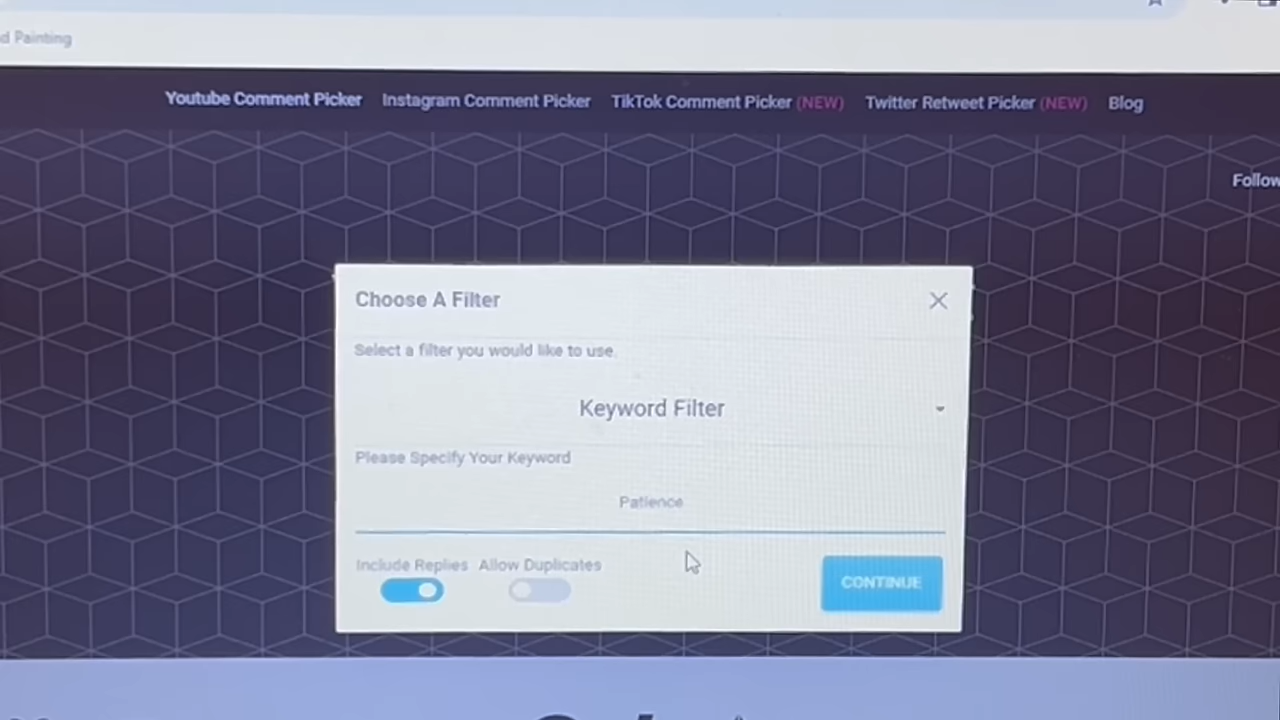 d Painting
Youtube Comment Picker Instagram Comment Picker TikTok Comment Picker (NEW) Twitter Retweet Picker (NEW) Blog
Follow
Choose A Filter
Select a filter you would like to use.
Keyword Filter
Please Specify Your Keyword
Patience
Include Replies Allow Duplicates
CONTINUE